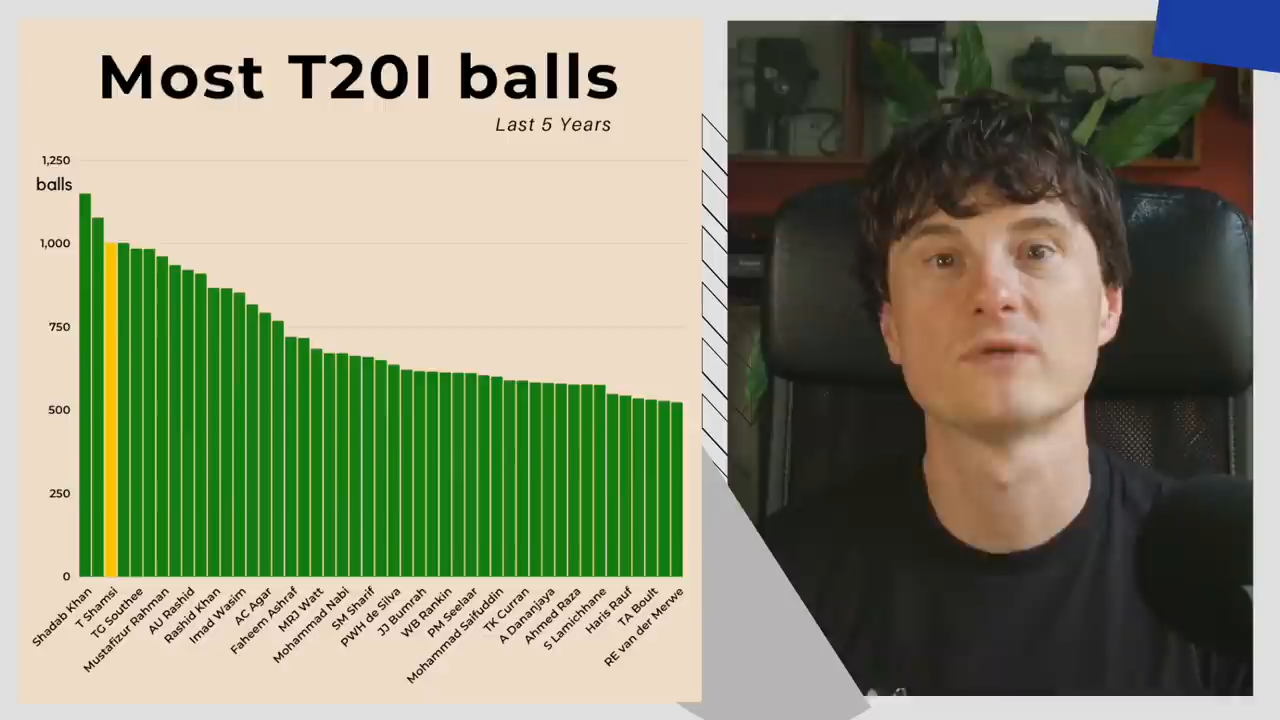 Most T20I balls
Last 5 Years
1,250
balls
1,000
750
500
250
0
Shadab Khan
T Shamsi
TG Southee
Mustafizur Rahman
AU Rashid
Rashid Khan
Imad Wasim
AC Agar
Faheem Ashraf
MRJ Watt
Mohammad Nabi
SM Sharif
PWH de Silva
JJ Bumrah
WB Rankin
PM Seelaar
Mohammad Saifuddin
TK Curran
A Dananjaya
Ahmed Raza
S Lamichhane
Haris Rauf
TA Boult
RE van der Merwe